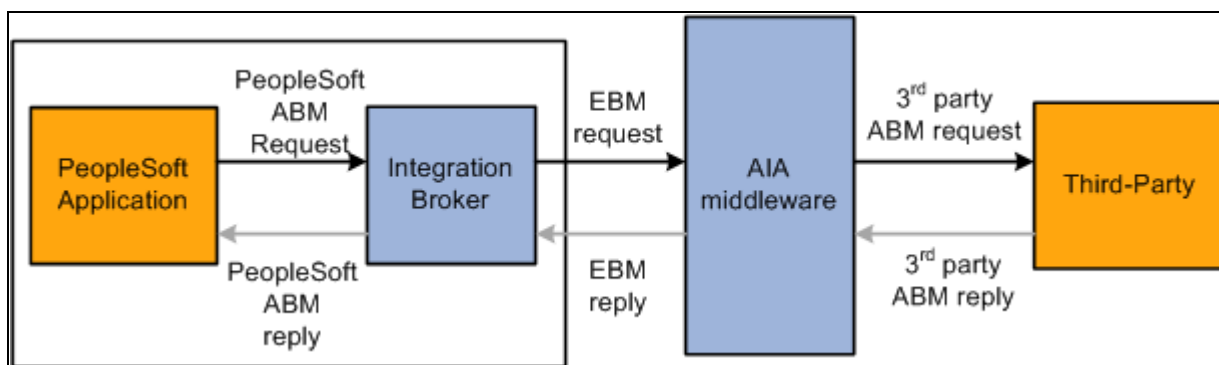 PeopleSoft
Application
PeopleSoft
ABM
Request
PeopleSoft
ABM
reply
Integration
Broker
EBM
request
EBM
reply
AIA
middleware
3rd party
ABM request
3rd party
ABM reply
Third-Party